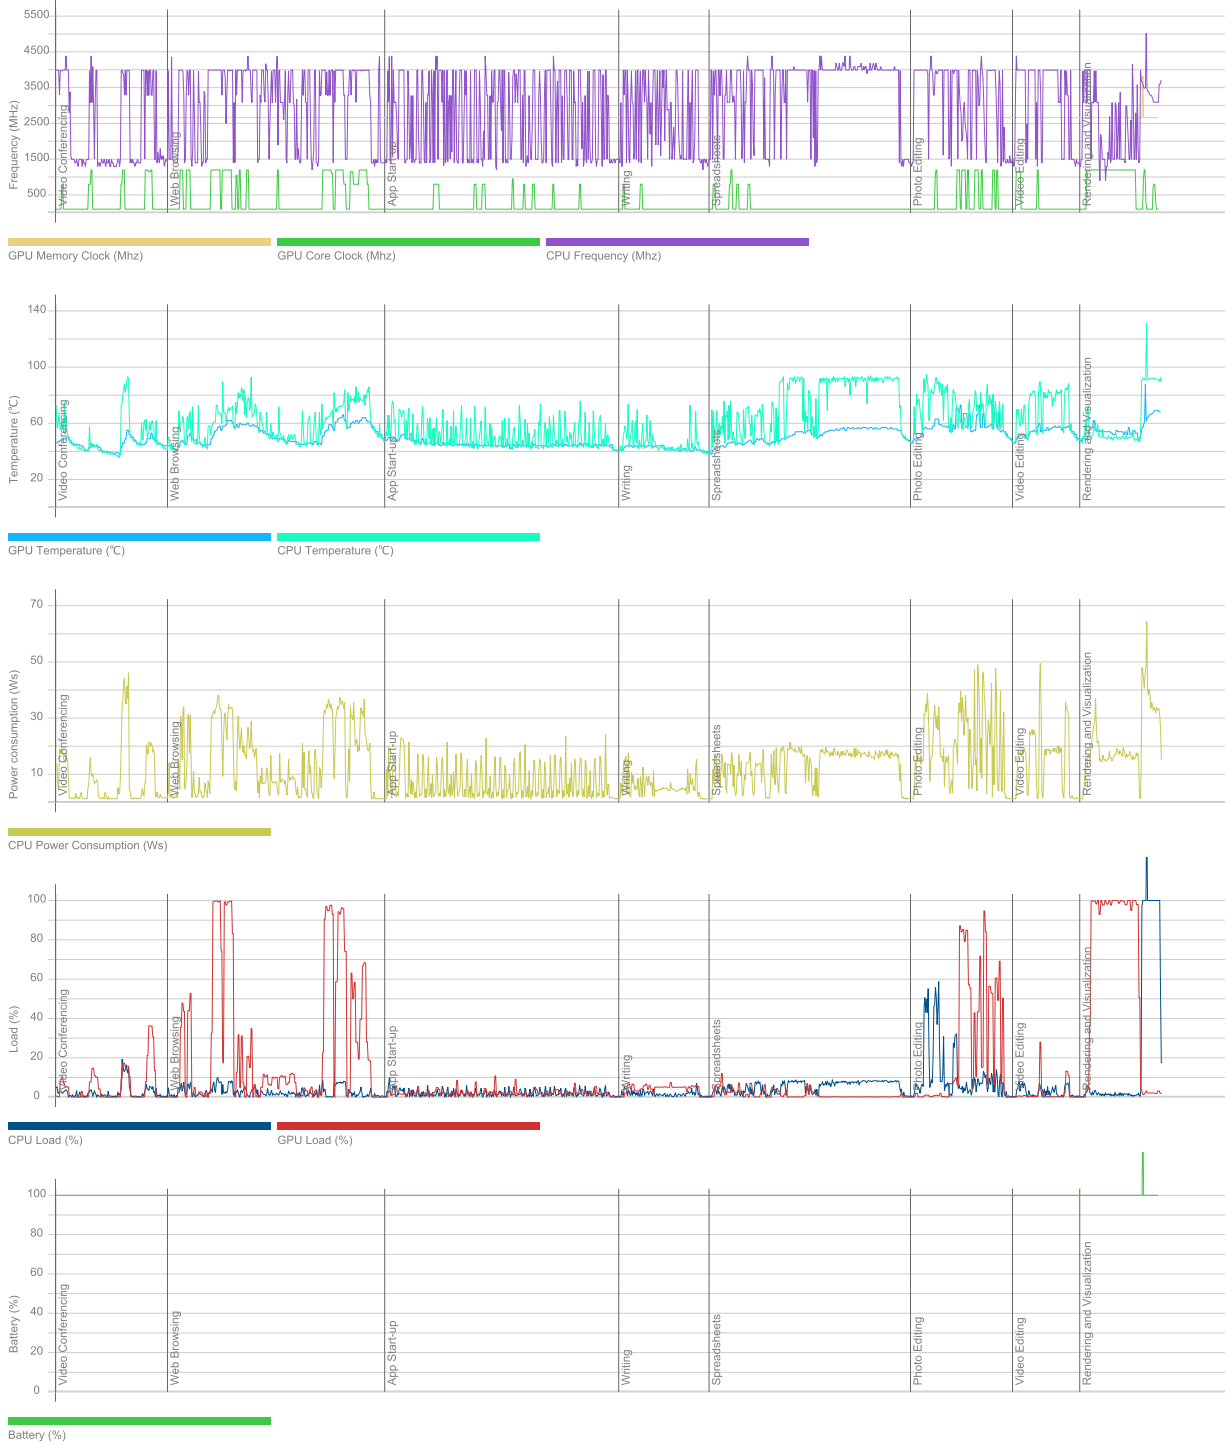 5500
4500
3500
2500
1500
500
Frequency (MHz)
Video Conferencing
Web Browsing
App Start-up
Writing
Spreadsheets
Photo Editing
Video Editing
Rendering and Visualization
GPU Memory Clock (Mhz)
GPU Core Clock (Mhz)
CPU Frequency (Mhz)
140
100
60
20
Temperature (°C)
Video Conferencing
Web Browsing
App Start-up
Writing
Spreadsheets
Photo Editing
Video Editing
Rendering and Visualization
GPU Temperature (°C)
CPU Temperature (°C)
70
50
30
10
Power consumption (Ws)
Video Conferencing
Web Browsing
App Start-up
Writing
Spreadsheets
Photo Editing
Video Editing
Rendering and Visualization
CPU Power Consumption (Ws)
100
80
60
40
20
0
Load (%)
Video Conferencing
Web Browsing
App Start-up
Writing
Spreadsheets
Photo Editing
Video Editing
Rendering and Visualization
CPU Load (%)
GPU Load (%)
100
80
60
40
20
0
Battery (%)
Video Conferencing
Web Browsing
App Start-up
Writing
Spreadsheets
Photo Editing
Video Editing
Rendering and Visualization
Battery (%)